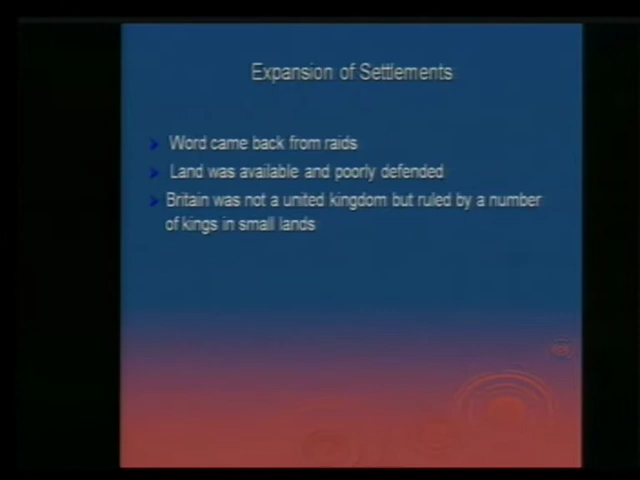 Expansion of Settlements
Word came back from raids
Land was available and poorly defended
Britain was not a united kingdom but ruled by a number
of kings in small lands